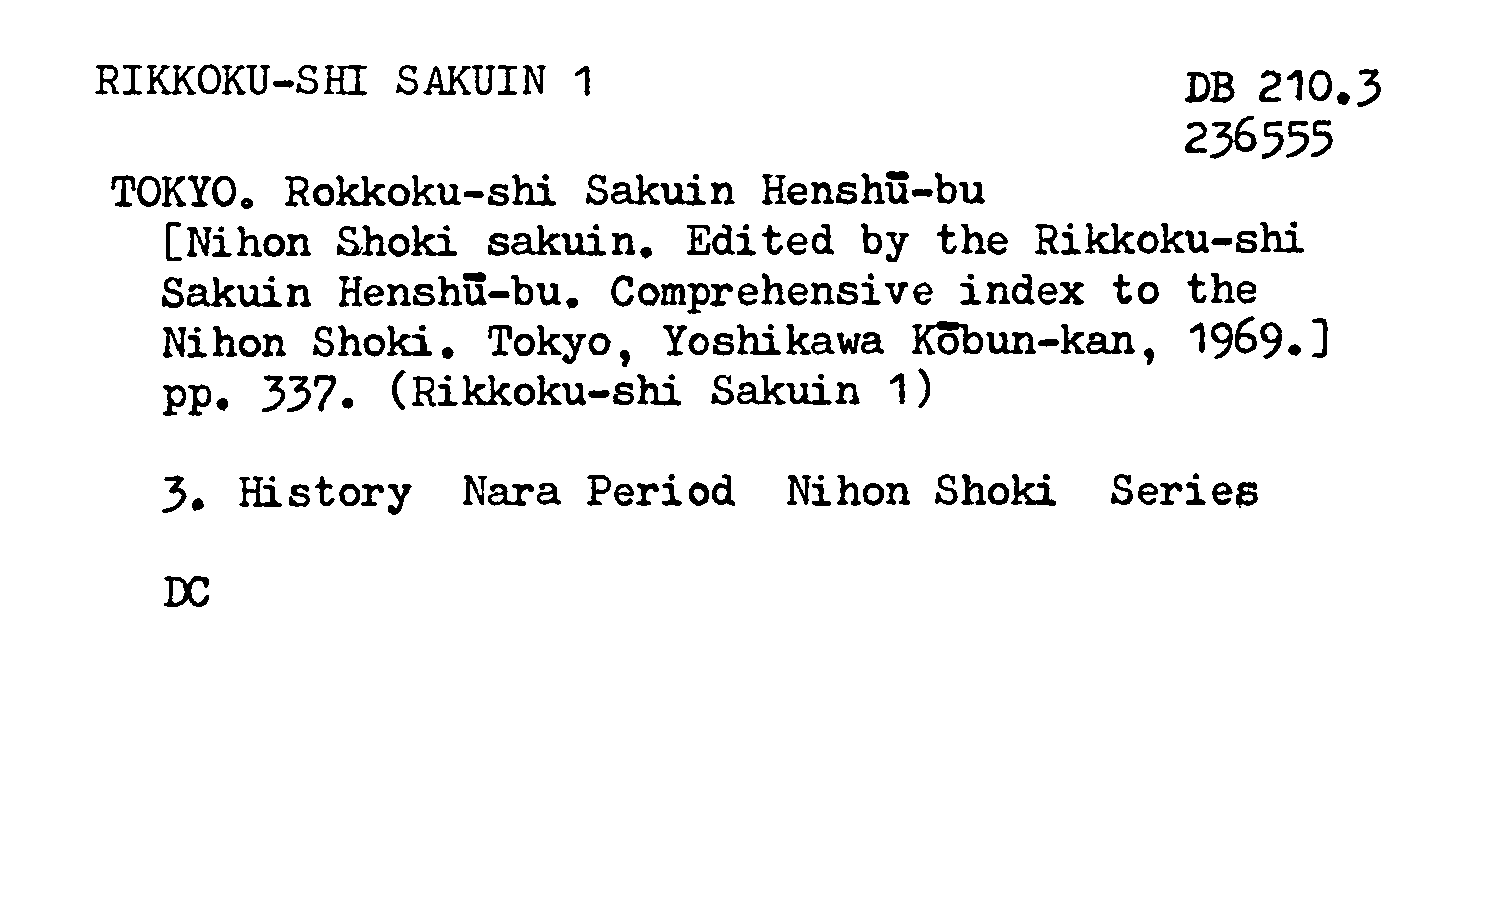 RIKKOKU-SHI SAKUIN 1
DB 210.3
236555
TOKYO. Rokkoku-shi Sakuin Henshū-bu
[Nihon Shoki sakuin. Edited by the Rikkoku-shi
Sakuin Henshū-bu. Comprehensive index to the
Nihon Shoki. Tokyo, Yoshikawa Kōbun-kan, 1969.]
pp. 337. (Rikkoku-shi Sakuin 1)
3. History Nara Period Nihon Shoki Series
DC